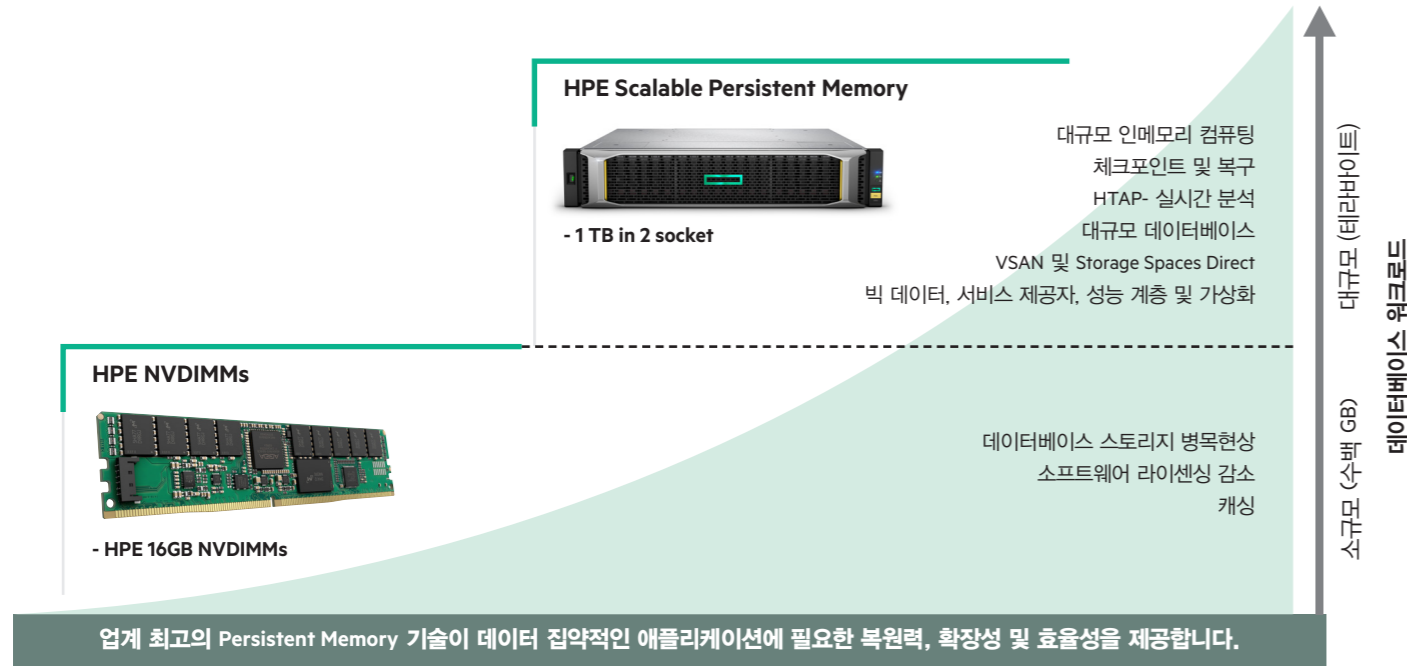 HPE Scalable Persistent Memory
- 1 TB in 2 socket
대규모 인메모리 컴퓨팅
체크포인트 및 복구
HTAP- 실시간 분석
대규모 데이터베이스
VSAN 및 Storage Spaces Direct
빅 데이터, 서비스 제공자, 성능 계층 및 가상화
HPE NVDIMMs
- HPE 16GB NVDIMMs
데이터베이스 스토리지 병목현상
소프트웨어 라이센싱 감소
캐싱
대규모 (테라바이트)
소규모 (수백 GB)
데이터베이스 워크로드
업계 최고의 Persistent Memory 기술이 데이터 집약적인 애플리케이션에 필요한 복원력, 확장성 및 효율성을 제공합니다.